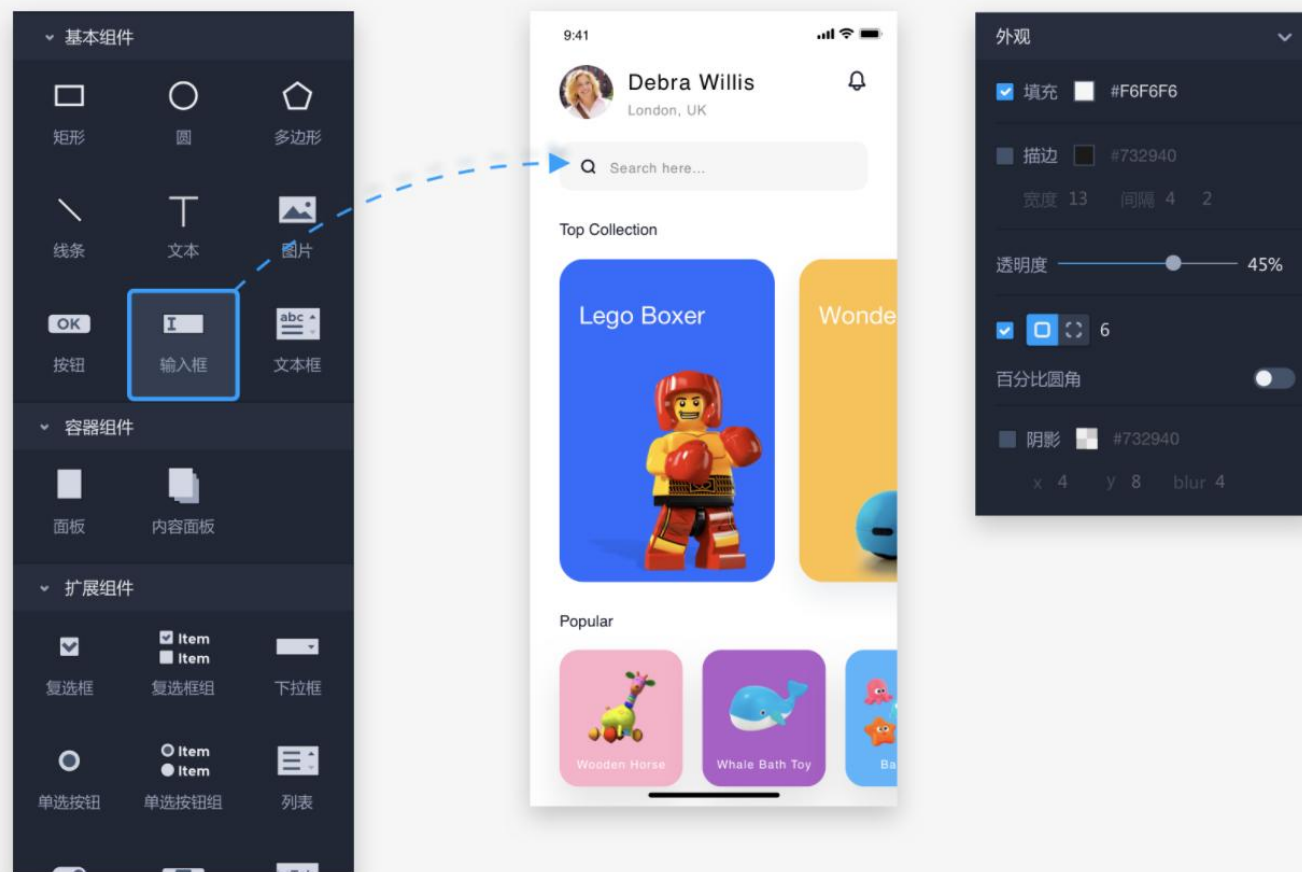 基本组件
矩形
圆
多边形
线条
文本
图片
OK
abc
按钮
输入框
文本框
容器组件
面板
内容面板
扩展组件
Item
Item
复选框
复选框组
下拉框
Item
Item
单选按钮
单选按钮组
列表
9:41
Debra Willis
London, UK
Search here...
Top Collection
Lego Boxer
Wonde
Popular
Wooden Horse
Whale Bath Toy
Ba
外观
填充 #F6F6F6
描边 #732940
宽度 13 间隔 4 2
透明度 45%
6
百分比圆角
阴影 #732940
x 4 y 8 blur 4